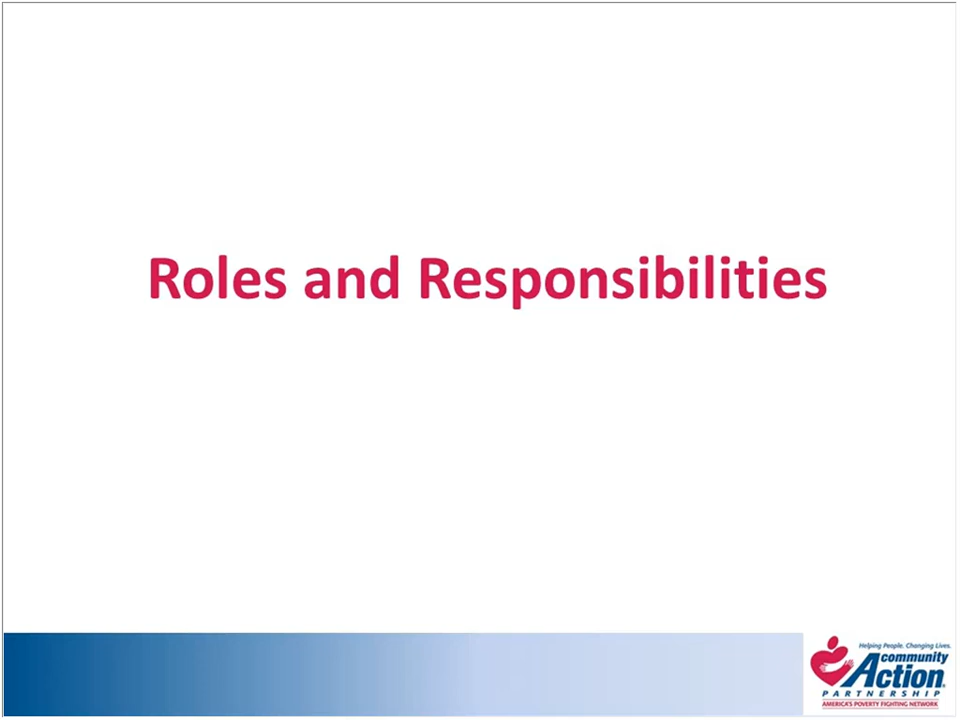 Roles and Responsibilities
Helping People. Changing Lives.
community
Action
PARTNERSHIP
AMERICA'S POVERTY FIGHTING NETWORK